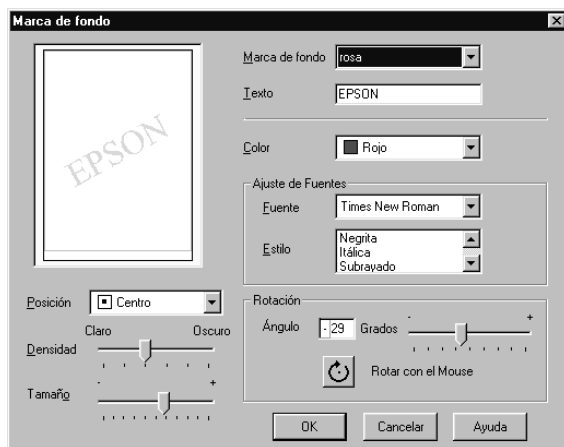 Marca de fondo
EPSON
Marca de fondo rosa
Texto EPSON
Color Rojo
Ajuste de Fuentes
Fuente Times New Roman
Estilo Negrita
Itálica
Subrayado
Posición Centro
Claro Oscuro
Densidad
- +
Tamaño
Rotación
- +
Ángulo -29 Grados
Rotar con el Mouse
OK Cancelar Ayuda